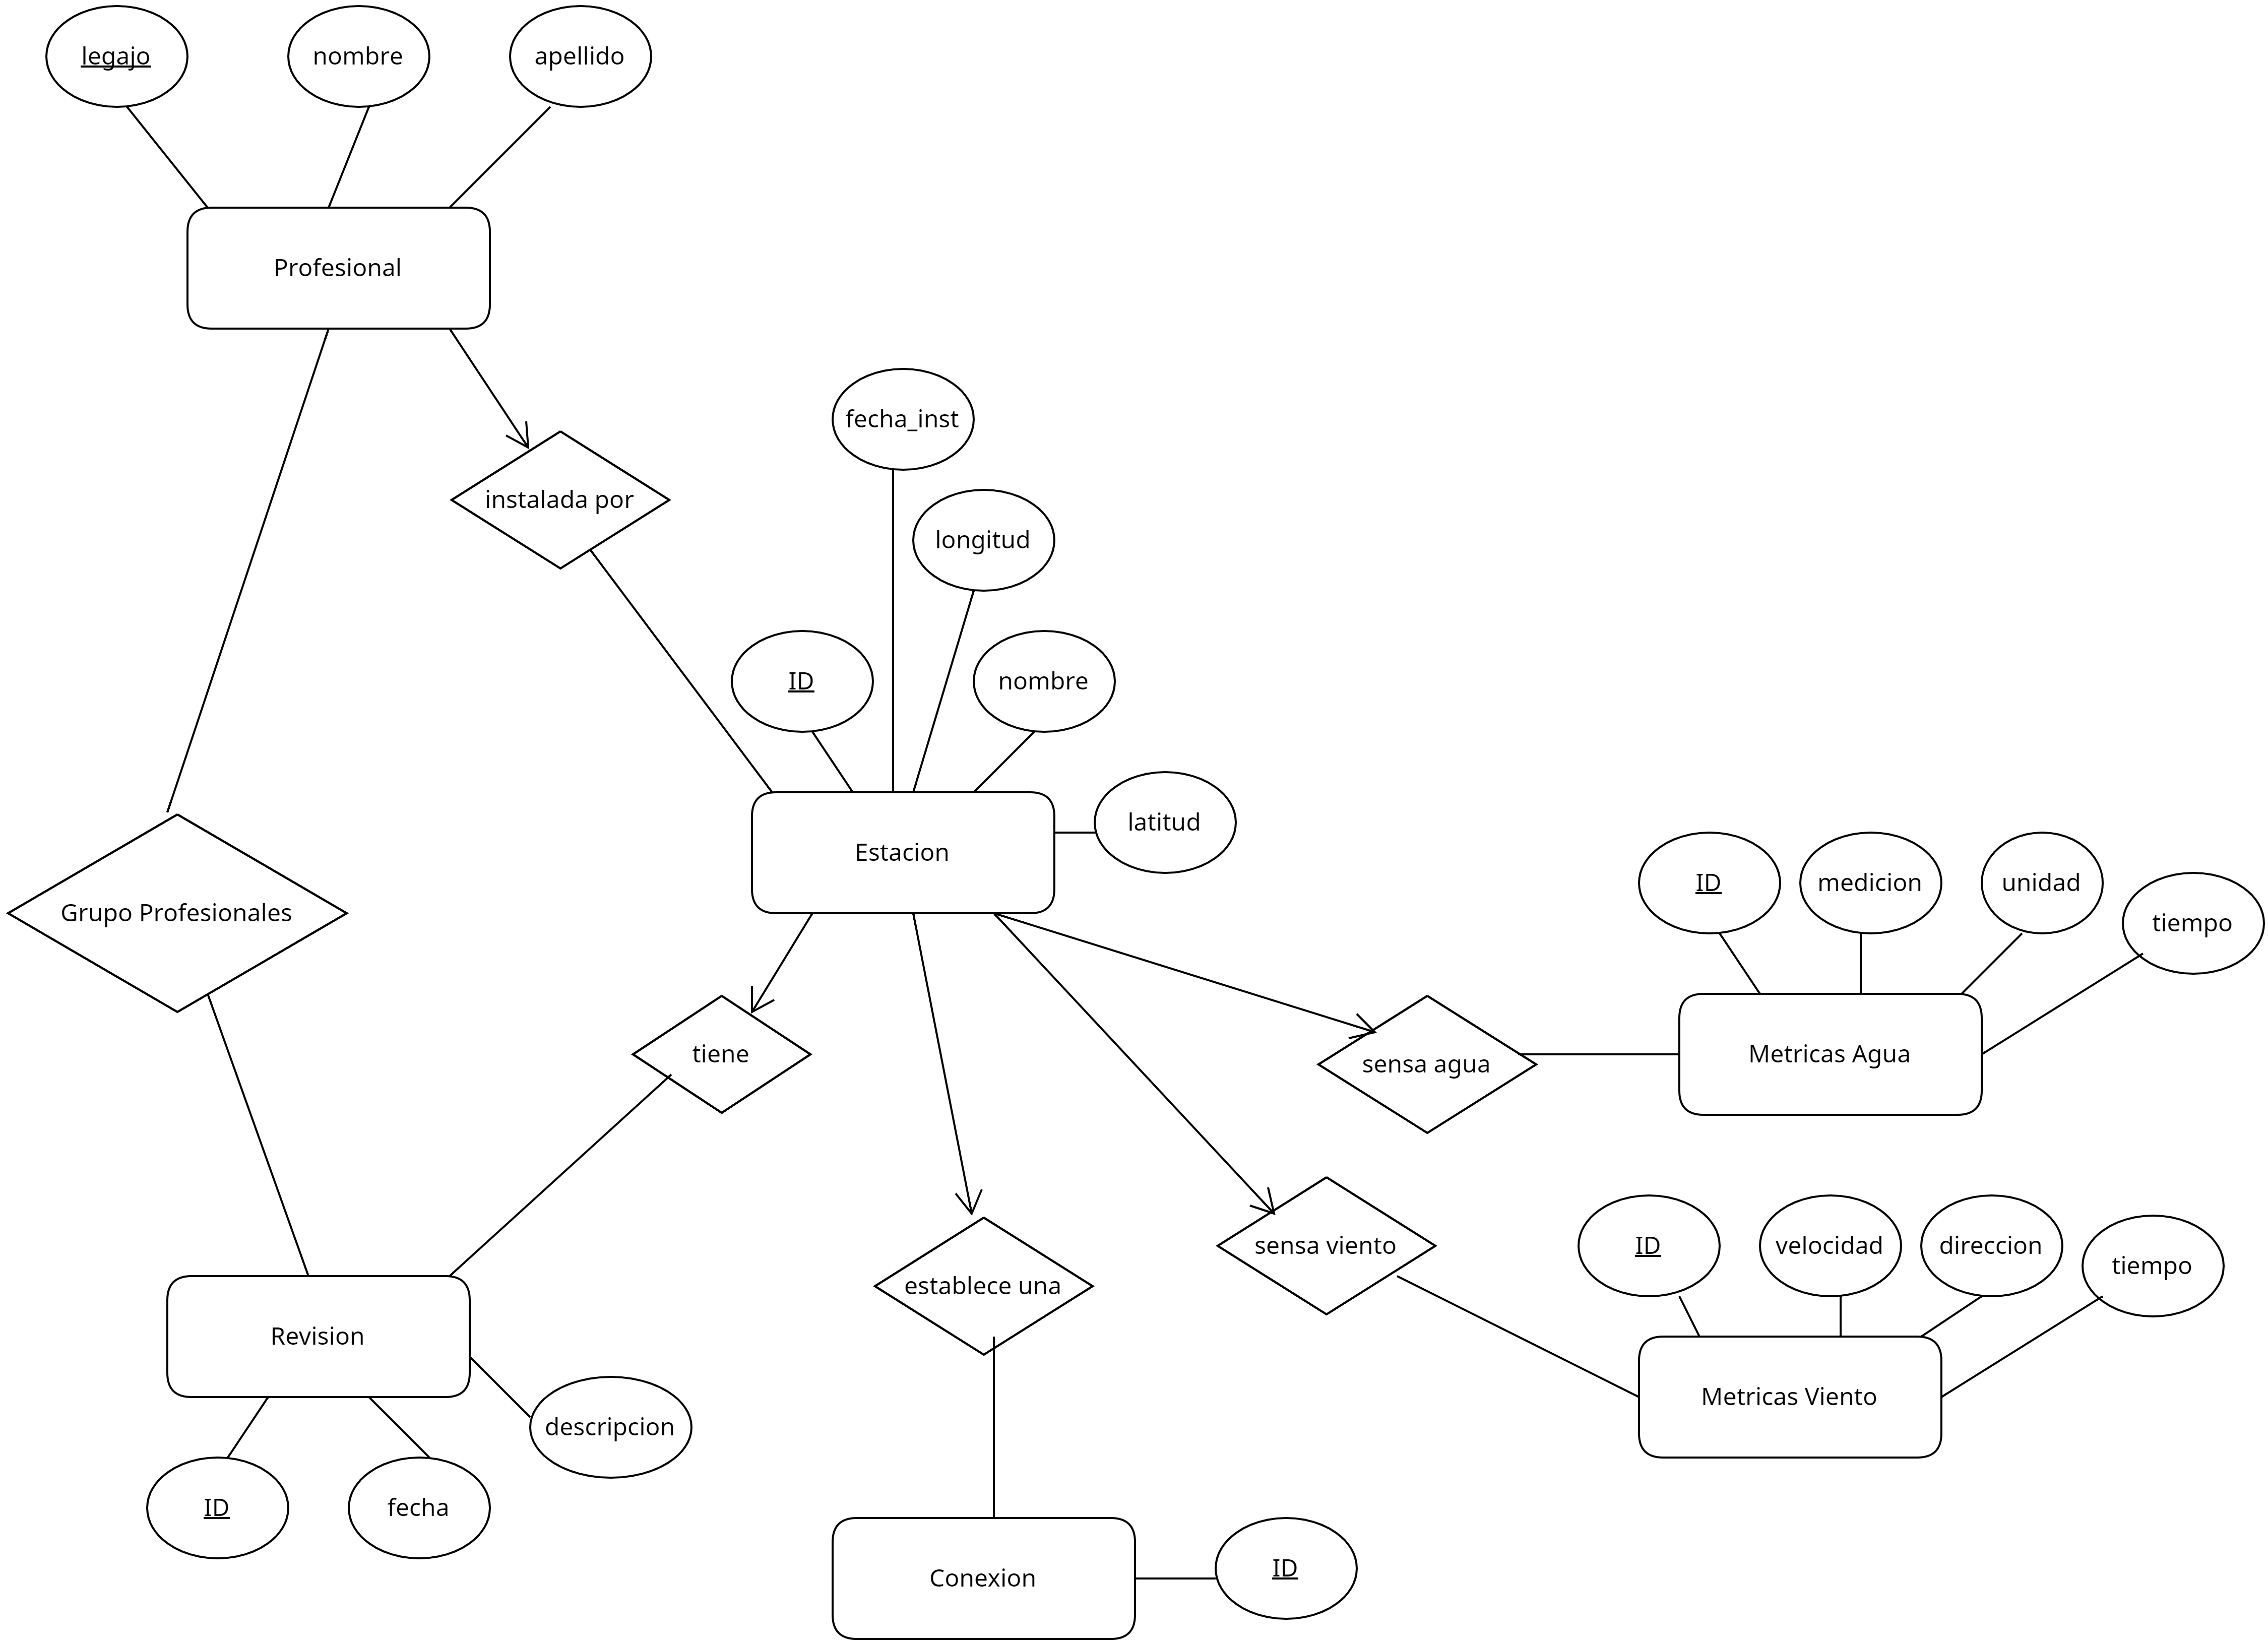 legajo
nombre
apellido
Profesional
fecha_inst
instalada por
longitud
ID
nombre
latitud
Estacion
ID
medicion
unidad
tiempo
Grupo Profesionales
tiene
sensa agua
Metricas Agua
sensa viento
ID
velocidad
direccion
tiempo
establece una
Revision
Metricas Viento
descripcion
ID
fecha
Conexion
ID